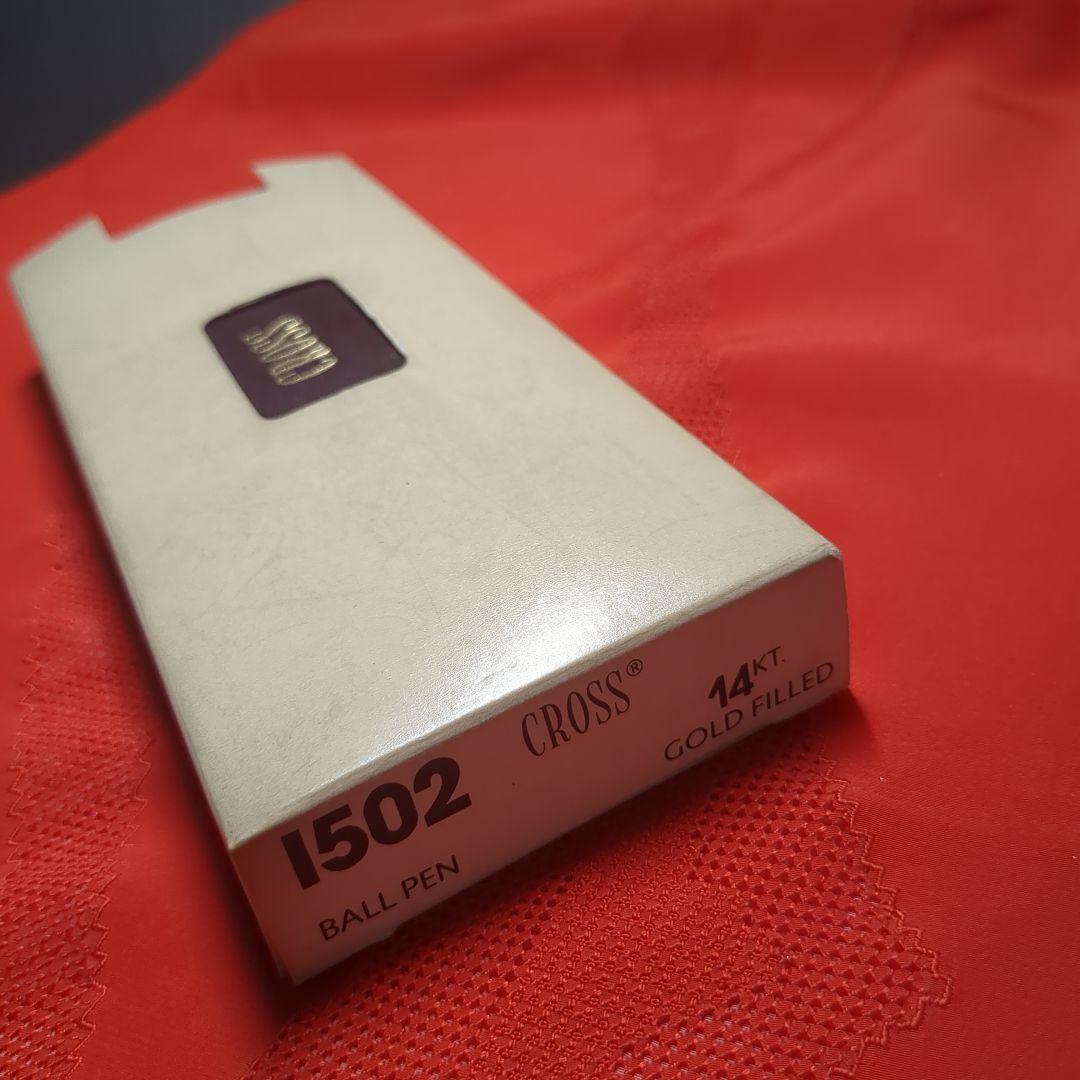 CROSS
1502
BALL PEN
CROSS®
14KT.
GOLD FILLED